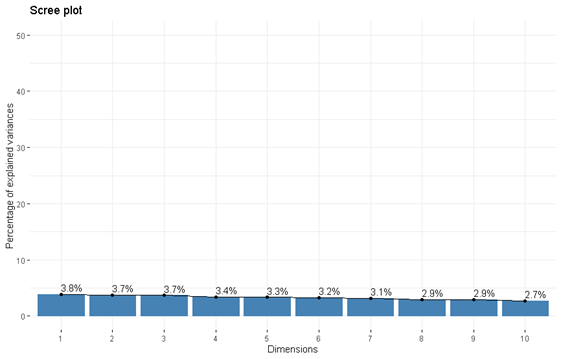 Scree plot
Percentage of explained variances
50
40
30
20
10
0
3.8% 3.7% 3.7% 3.4% 3.3% 3.2% 3.1% 2.9% 2.9% 2.7%
1 2 3 4 5 6 7 8 9 10
Dimensions